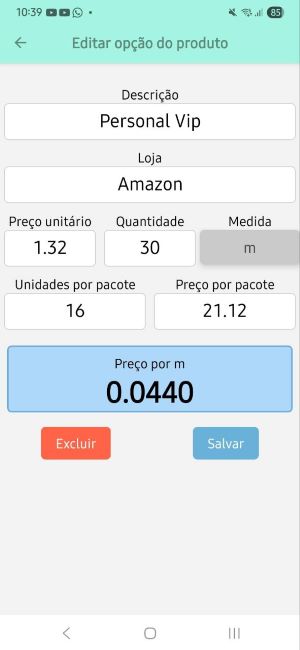 10:39
85
Editar opção do produto
Descrição
Personal Vip
Loja
Amazon
Preço unitário Quantidade Medida
1.32 30 m
Unidades por pacote Preço por pacote
16 21.12
Preço por m
0.0440
Excluir Salvar